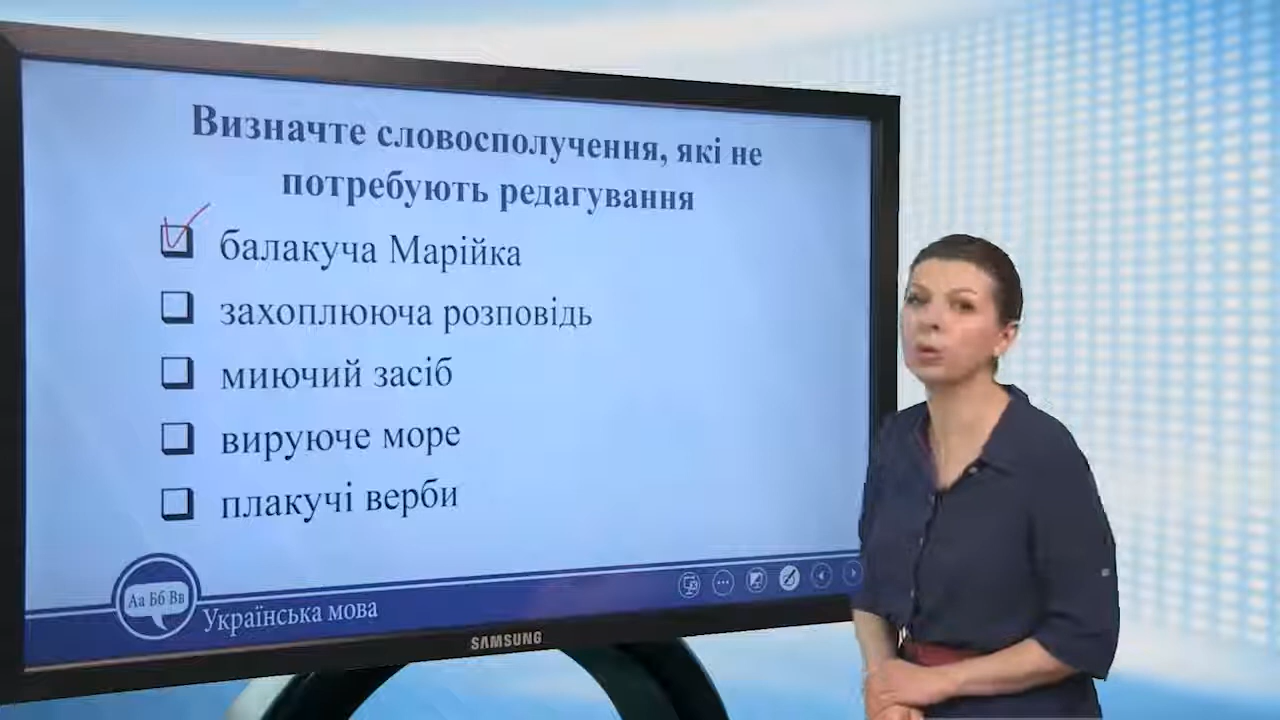 Визначте словосполучення, які не
потребують редагування
балакуча Марійка
захоплююча розповідь
миючий засіб
вируюче море
плакучі верби
Аа Бб Вв
Українська мова
SAMSUNG